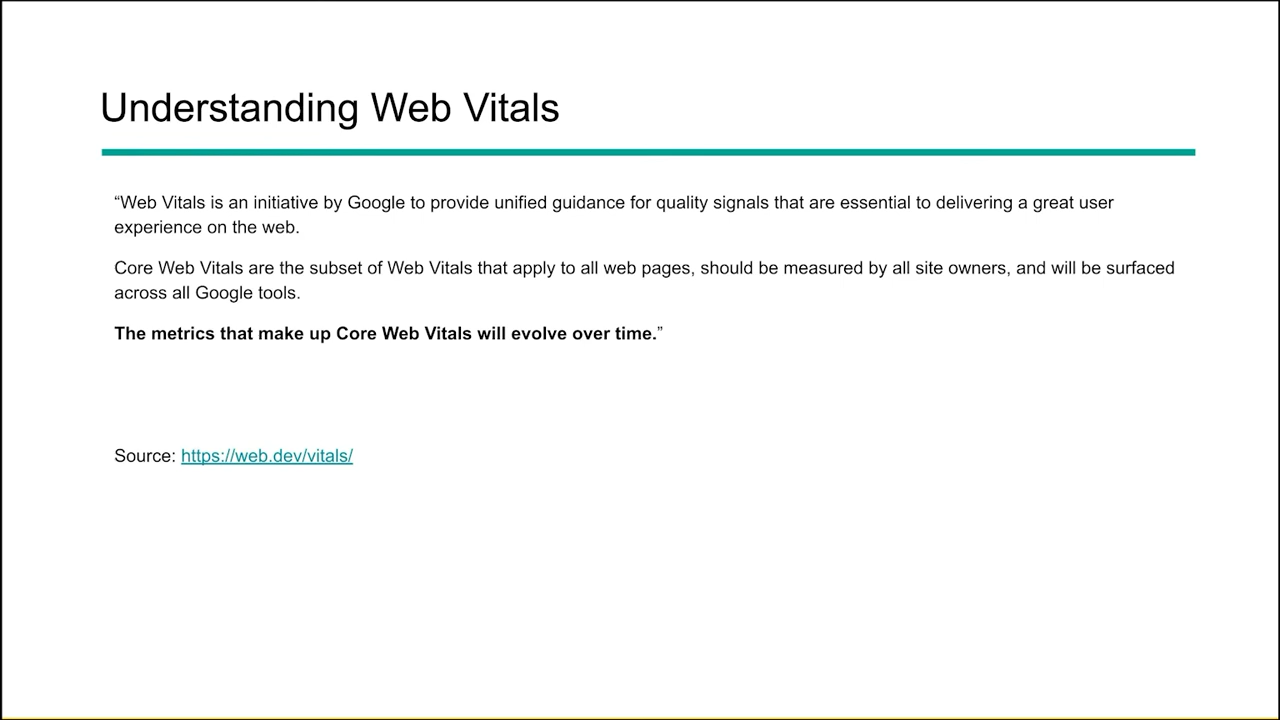 Understanding Web Vitals
“Web Vitals is an initiative by Google to provide unified guidance for quality signals that are essential to delivering a great user
experience on the web.
Core Web Vitals are the subset of Web Vitals that apply to all web pages, should be measured by all site owners, and will be surfaced
across all Google tools.
The metrics that make up Core Web Vitals will evolve over time.”
Source: https://web.dev/vitals/